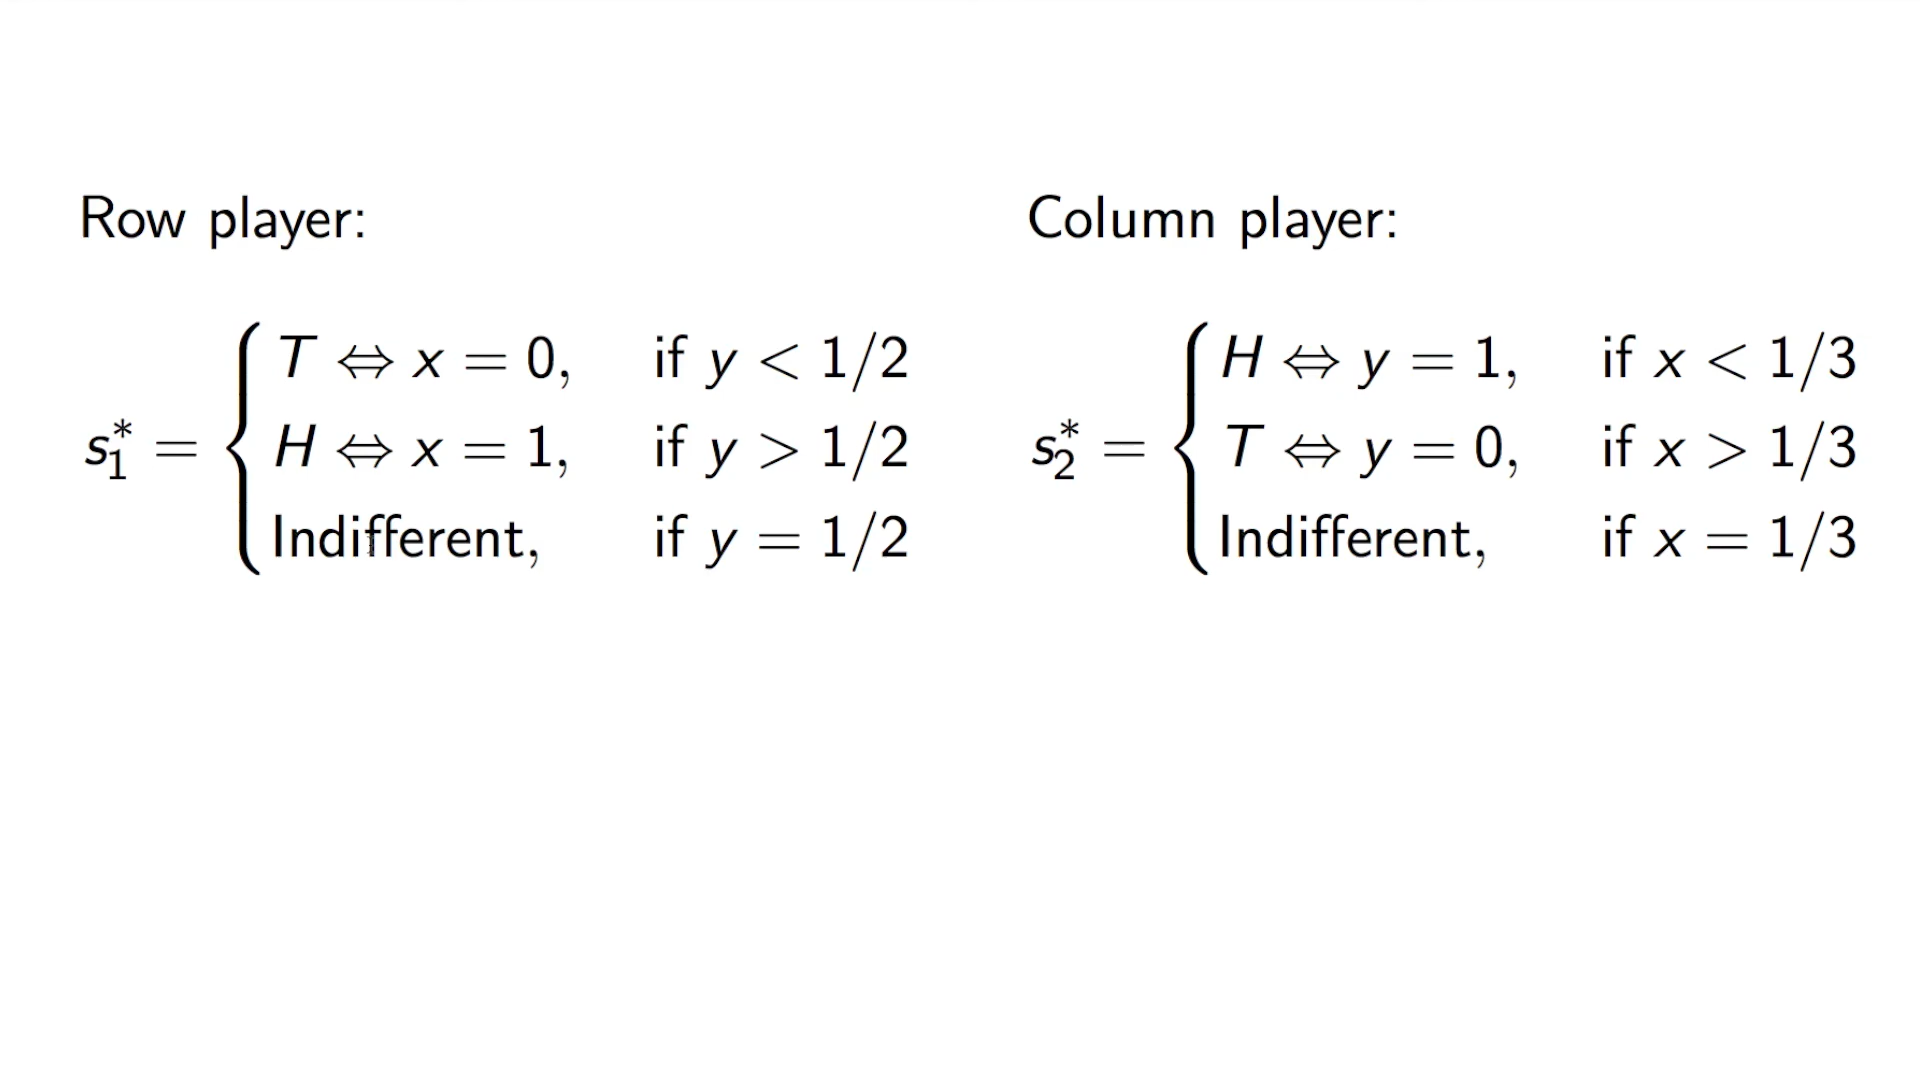 Row player:
s₁* = { T ⇔ x = 0, if y < 1/2
H ⇔ x = 1, if y > 1/2
Indifferent, if y = 1/2
Column player:
s₂* = { H ⇔ y = 1, if x < 1/3
T ⇔ y = 0, if x > 1/3
Indifferent, if x = 1/3